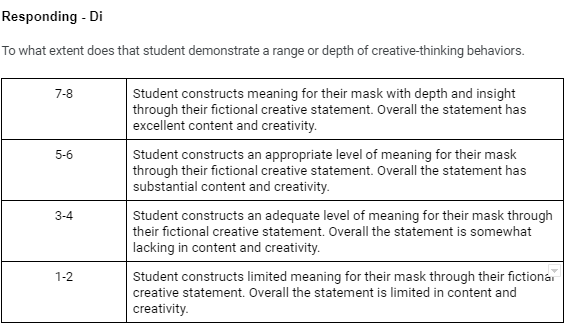 Responding - Di
To what extent does that student demonstrate a range or depth of creative-thinking behaviors.
7-8
Student constructs meaning for their mask with depth and insight
through their fictional creative statement. Overall the statement has
excellent content and creativity.
5-6
Student constructs an appropriate level of meaning for their mask
through their fictional creative statement. Overall the statement has
substantial content and creativity.
3-4
Student constructs an adequate level of meaning for their mask through
their fictional creative statement. Overall the statement is somewhat
lacking in content and creativity.
1-2
Student constructs limited meaning for their mask through their fictional
creative statement. Overall the statement is limited in content and
creativity.